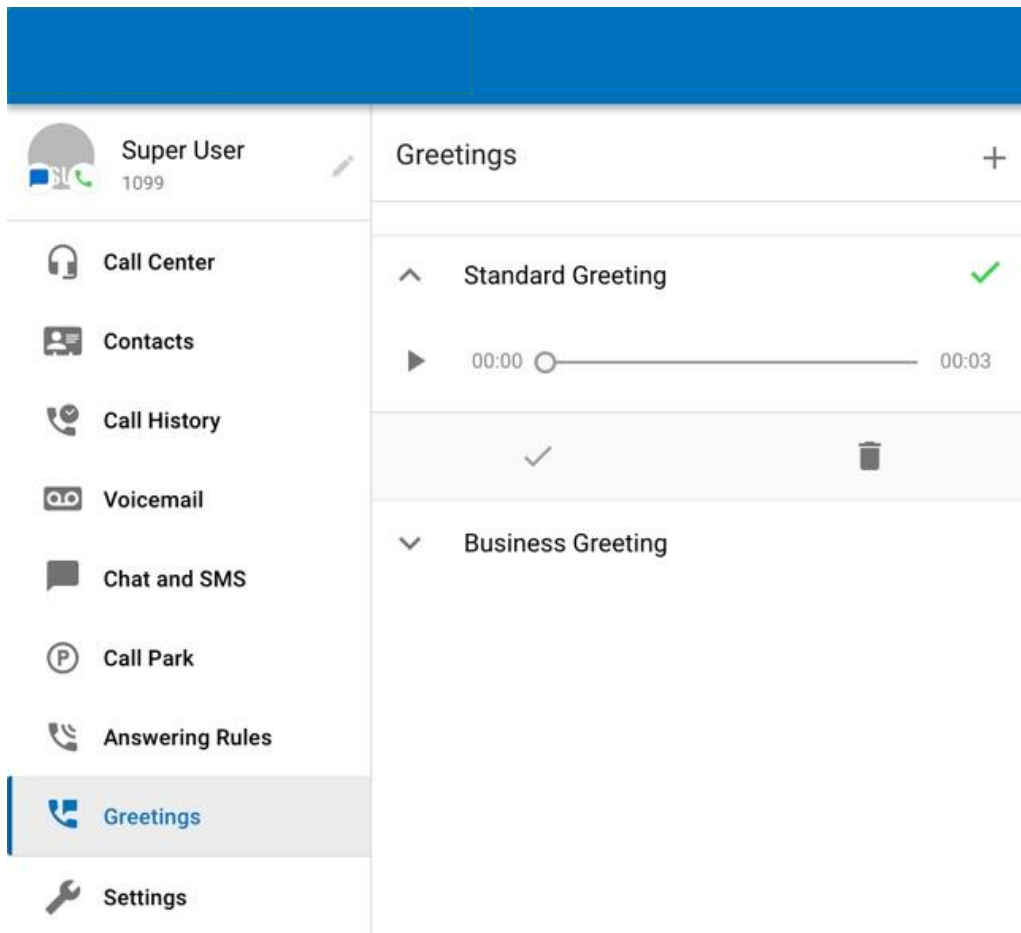 Super User
1099
Call Center
Contacts
Call History
Voicemail
Chat and SMS
Call Park
Answering Rules
Greetings
Settings
Greetings
Standard Greeting
00:00
00:03
Business Greeting